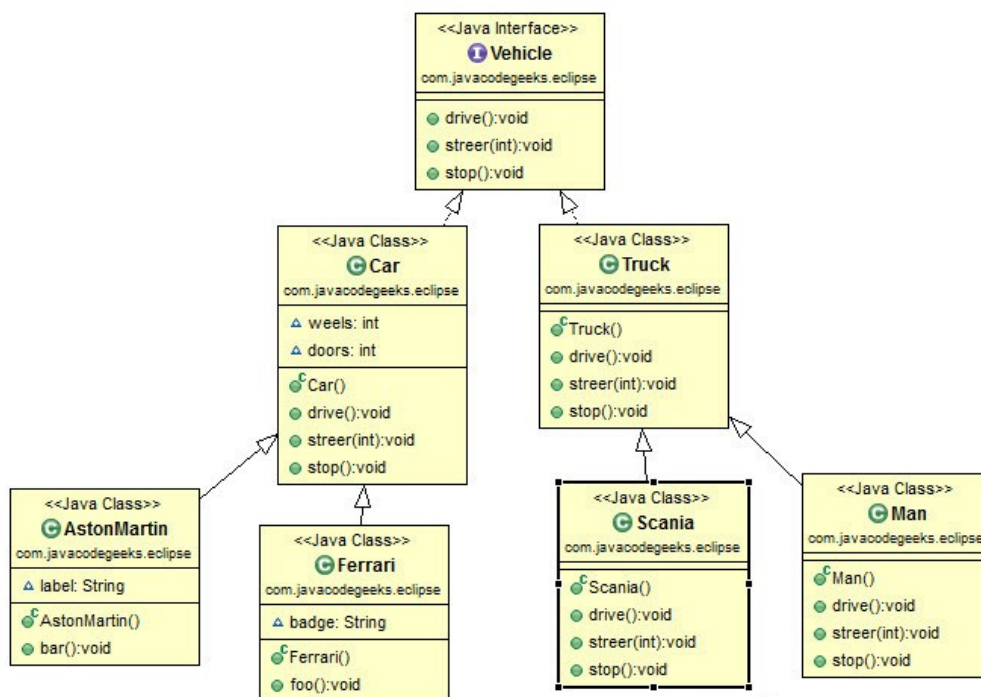 <<Java Interface>>
Vehicle
com.javacodegeeks.eclipse
drive():void
streer(int):void
stop():void
<<Java Class>>
Car
com.javacodegeeks.eclipse
weels: int
doors: int
Car()
drive():void
streer(int):void
stop():void
<<Java Class>>
Truck
com.javacodegeeks.eclipse
Truck()
drive():void
streer(int):void
stop():void
<<Java Class>>
AstonMartin
com.javacodegeeks.eclipse
label: String
AstonMartin()
bar():void
<<Java Class>>
Ferrari
com.javacodegeeks.eclipse
badge: String
Ferrari()
foo():void
<<Java Class>>
Scania
com.javacodegeeks.eclipse
Scania()
drive():void
streer(int):void
stop():void
<<Java Class>>
Man
com.javacodegeeks.eclipse
Man()
drive():void
streer(int):void
stop():void